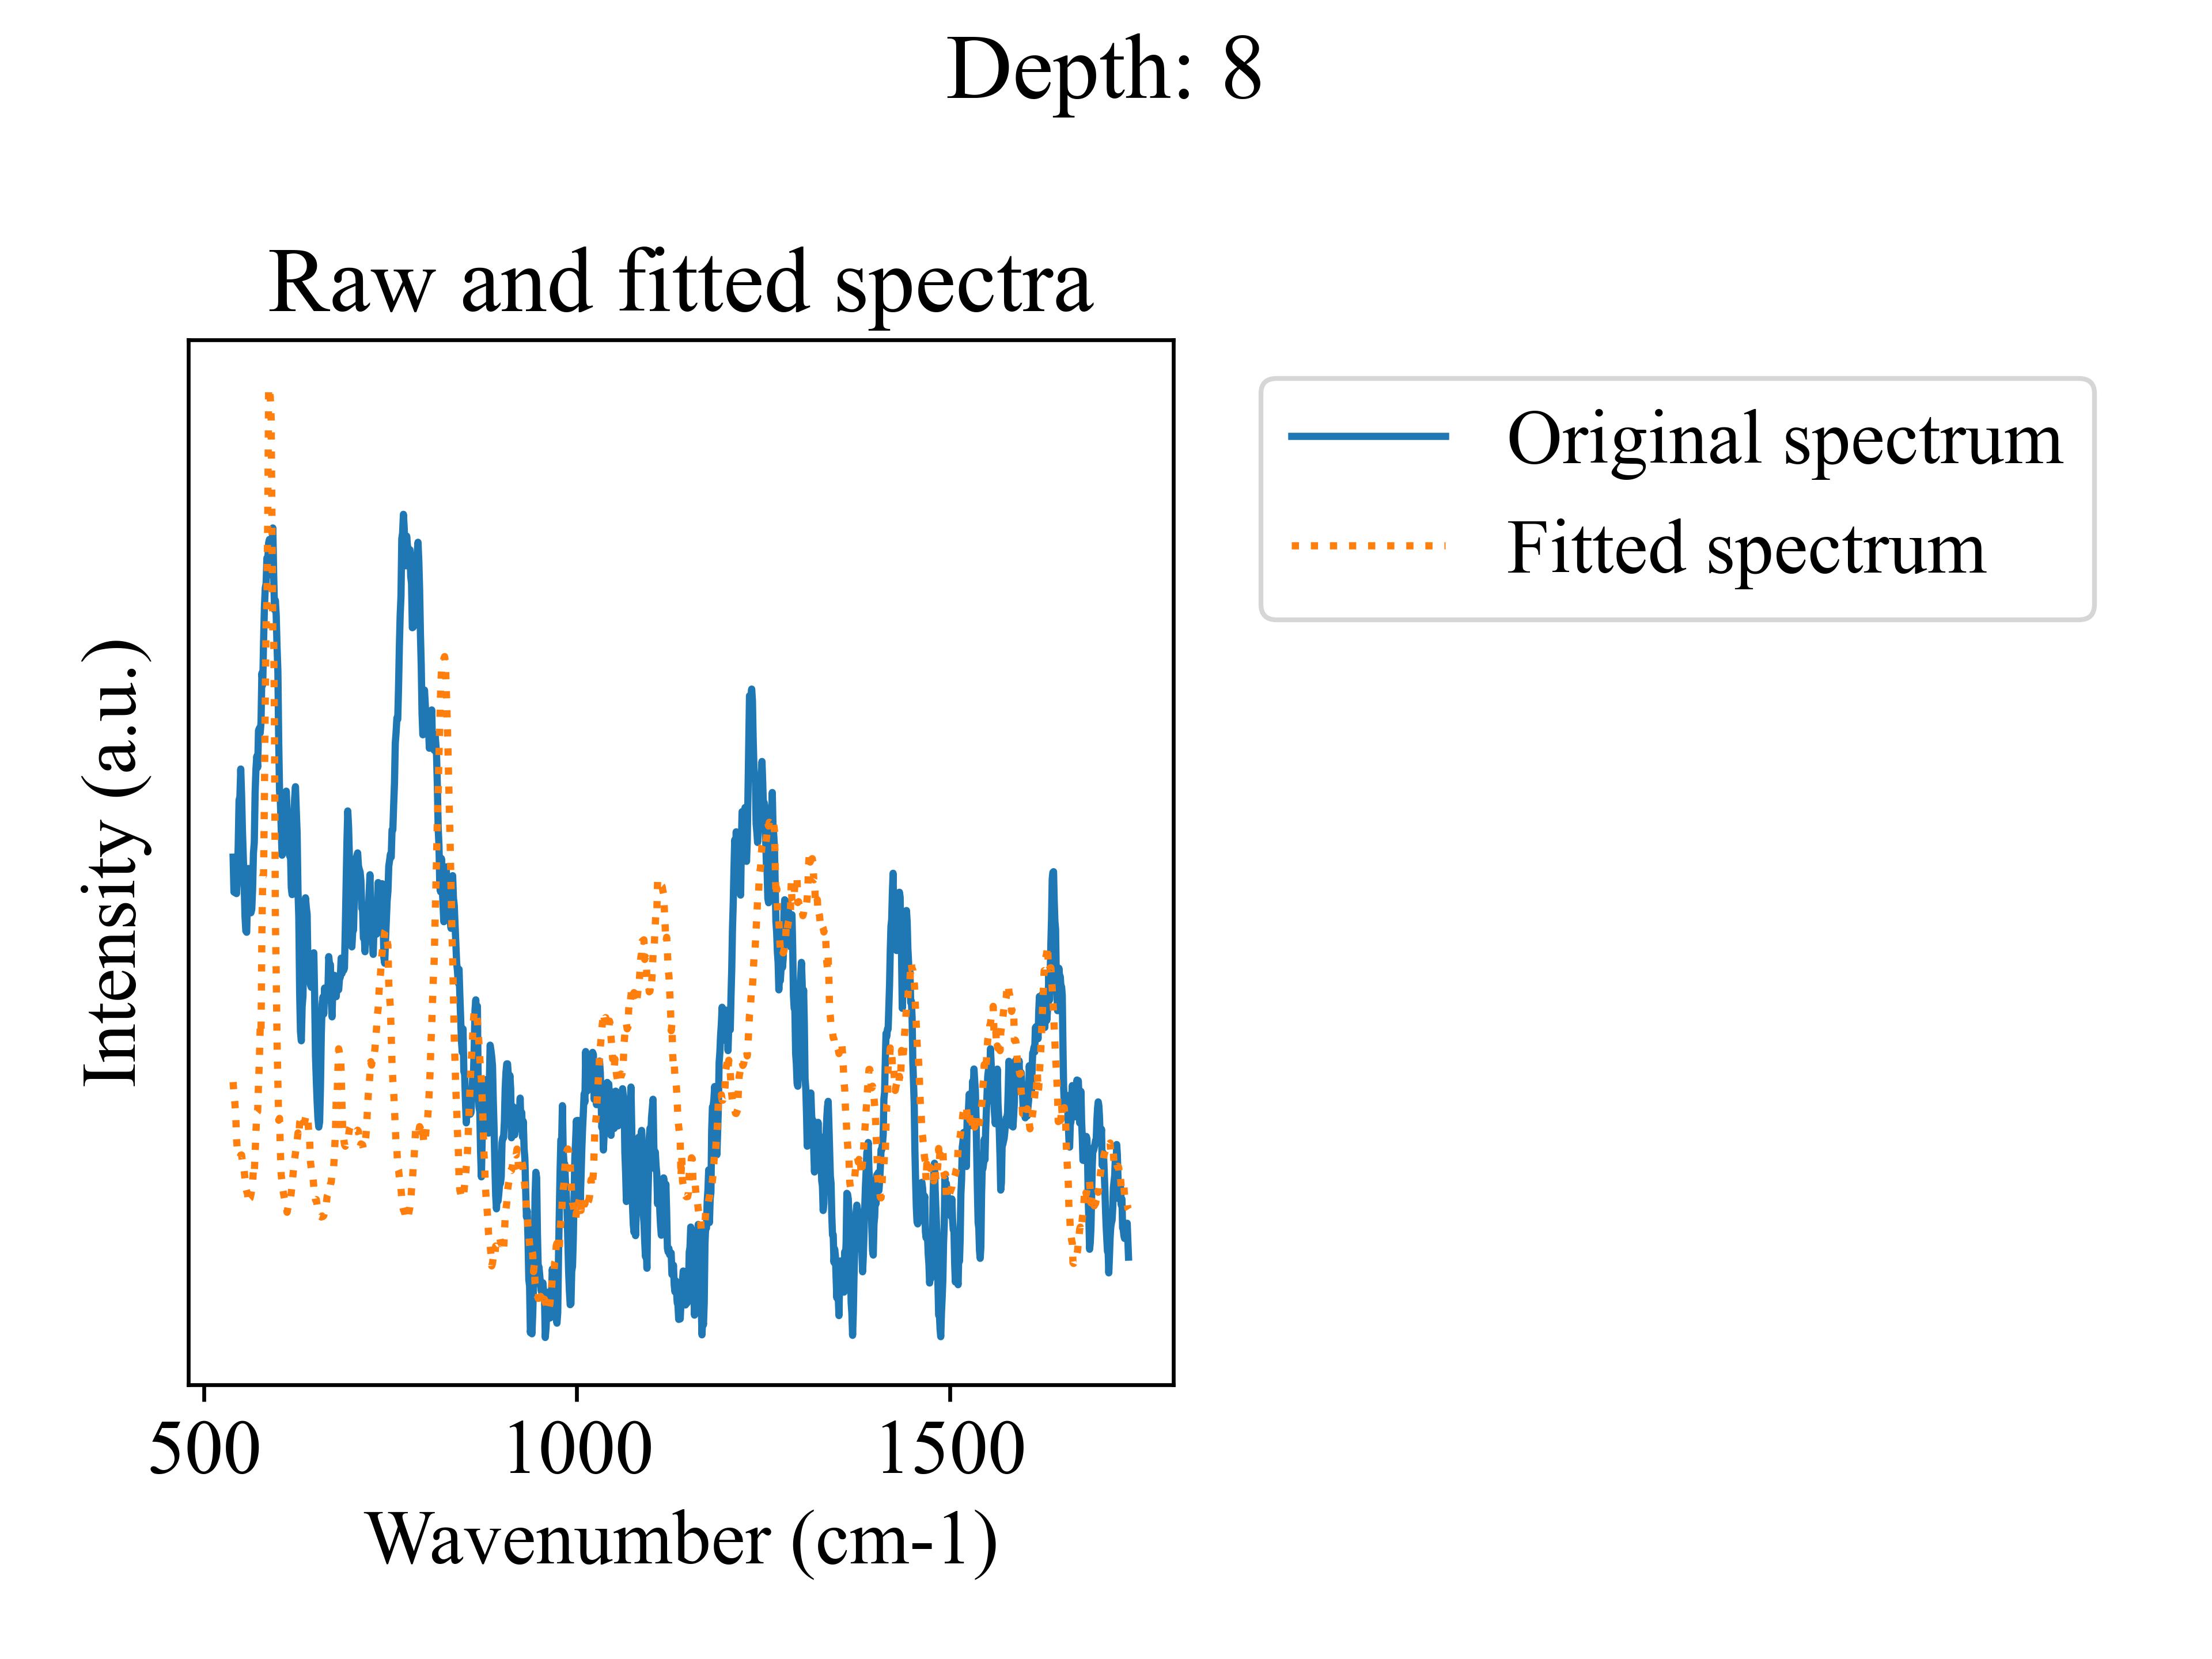 Depth: 8
Raw and fitted spectra
Original spectrum
Fitted spectrum
Intensity (a.u.)
500 1000 1500
Wavenumber (cm-1)